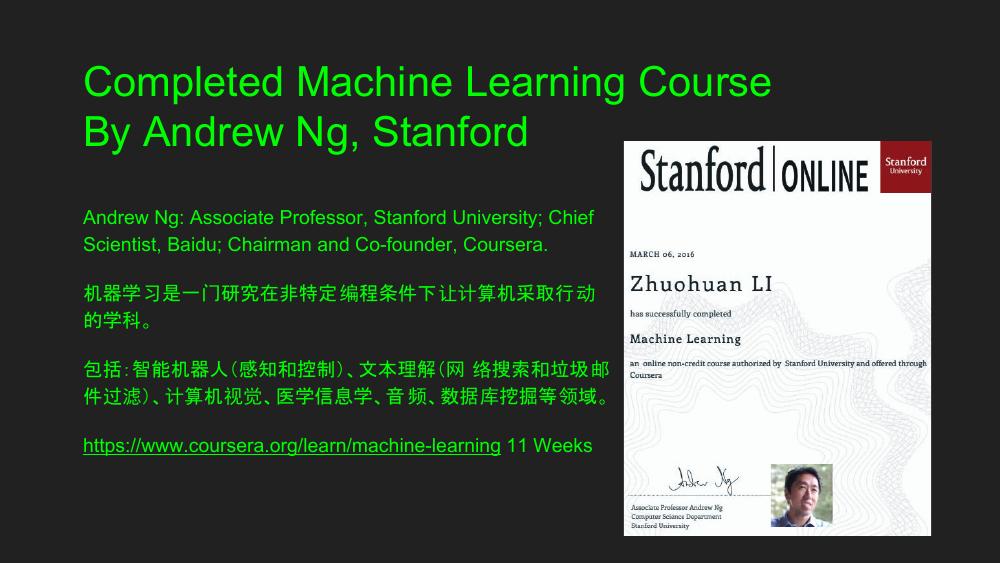 Completed Machine Learning Course
By Andrew Ng, Stanford
Andrew Ng: Associate Professor, Stanford University; Chief
Scientist, Baidu; Chairman and Co-founder, Coursera.
机器学习是一门研究在非特定编程条件下让计算机采取行动
的学科。
包括:智能机器人(感知和控制)、文本理解(网 络搜索和垃圾邮
件过滤)、计算机视觉、医学信息学、音频、数据库挖掘等领域。
https://www.coursera.org/learn/machine-learning 11 Weeks
Stanford | ONLINE
Stanford
University
MARCH 06, 2016
Zhuohuan LI
has successfully completed
Machine Learning
an online non-credit course authorized by Stanford University and offered through
Coursera
Andrew Ng
Associate Professor Andrew Ng
Computer Science Department
Stanford University